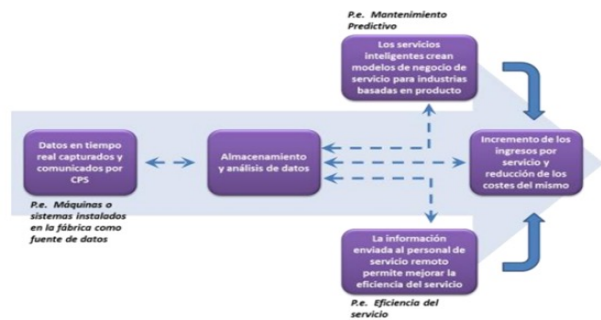 P.e. Mantenimiento
Predictivo
Los servicios
inteligentes crean
modelos de negocio de
servicio para industrias
basadas en producto
Datos en tiempo
real capturados y
comunicados por
CPS
P.e. Máquinas o
sistemas instalados
en la fábrica como
fuente de datos
Almacenamiento
y análisis de datos
Incremento de los
ingresos por
servicio y
reducción de los
costes del mismo
La información
enviada al personal de
servicio remoto
permite mejorar la
eficiencia del servicio
P.e. Eficiencia del
servicio